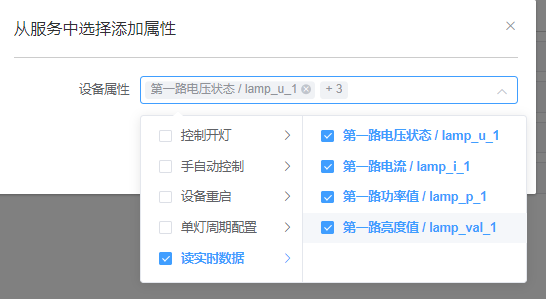 从服务中选择添加属性
设备属性
第一路电压状态 / lamp_u_1
+ 3
控制开灯
手自动控制
设备重启
单灯周期配置
读实时数据
第一路电压状态 / lamp_u_1
第一路电流 / lamp_i_1
第一路功率值 / lamp_p_1
第一路亮度值 / lamp_val_1